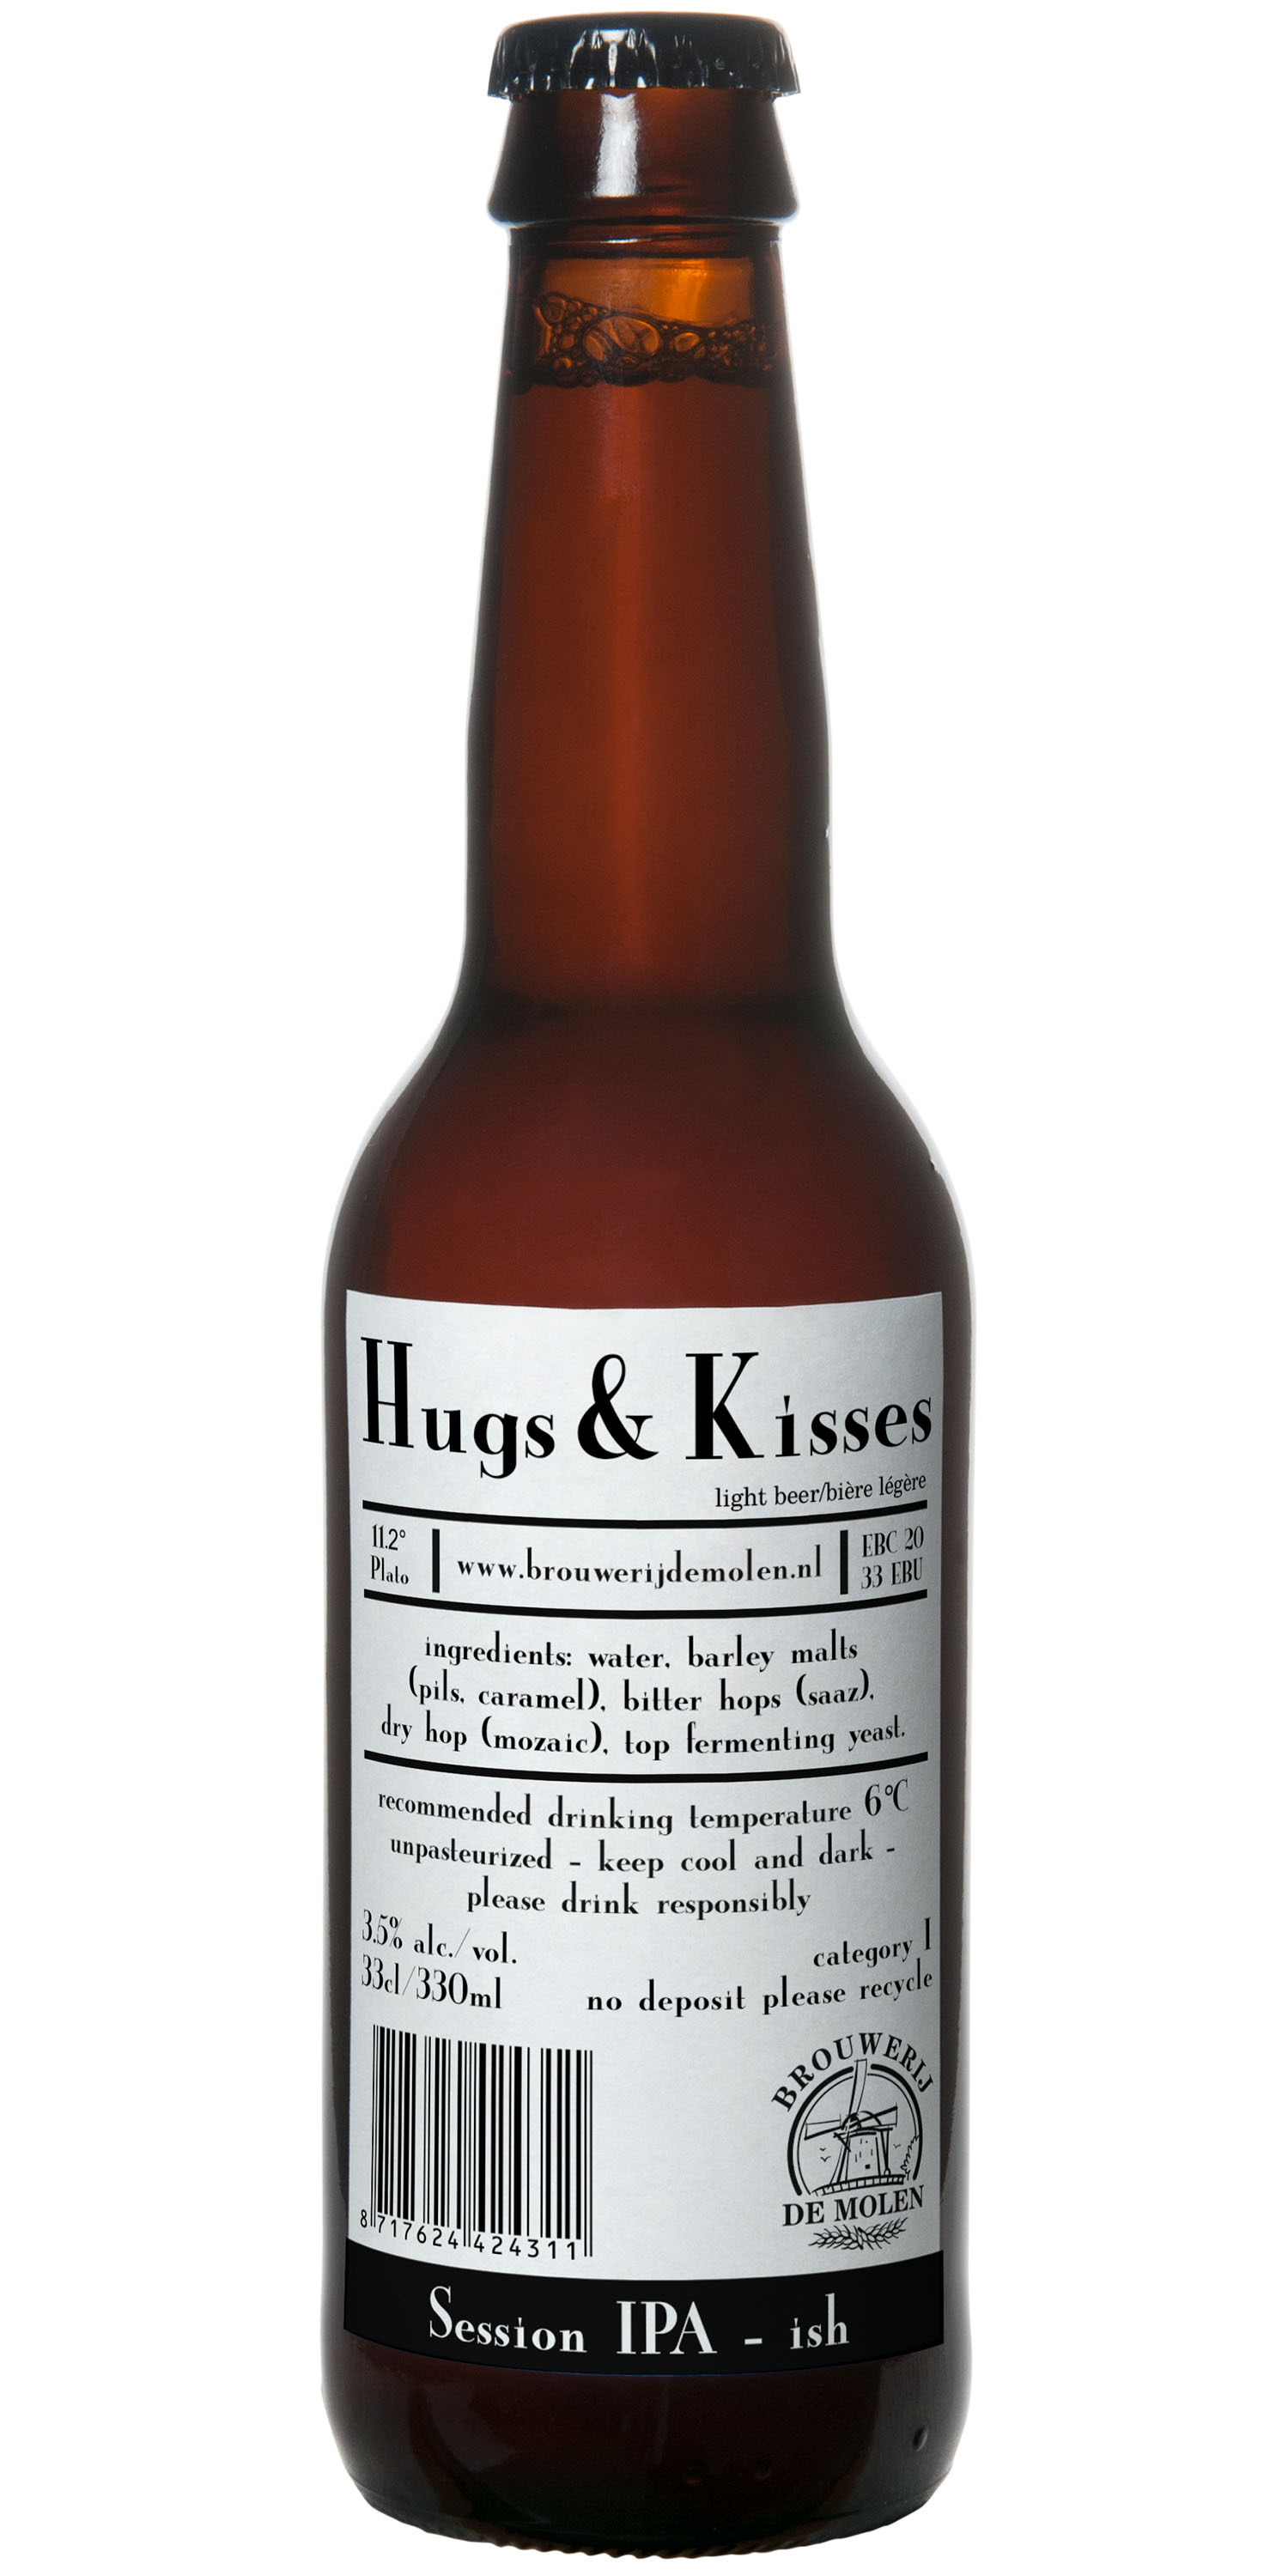 Hugs & Kisses
light beer/bière légère
11.2°
Plato
www.brouwerijdemolen.nl
EBC 20
33 EBU
ingredients: water, barley malts
(pils, caramel), bitter hops (saaz),
dry hop (mozaic), top fermenting yeast.
recommended drinking temperature 6°C
unpasteurized - keep cool and dark -
please drink responsibly
3.5% alc./vol.
category I
33cl/330ml
no deposit please recycle
BROUWERIJ
DE MOLEN
8 717624 424311
Session IPA - ish